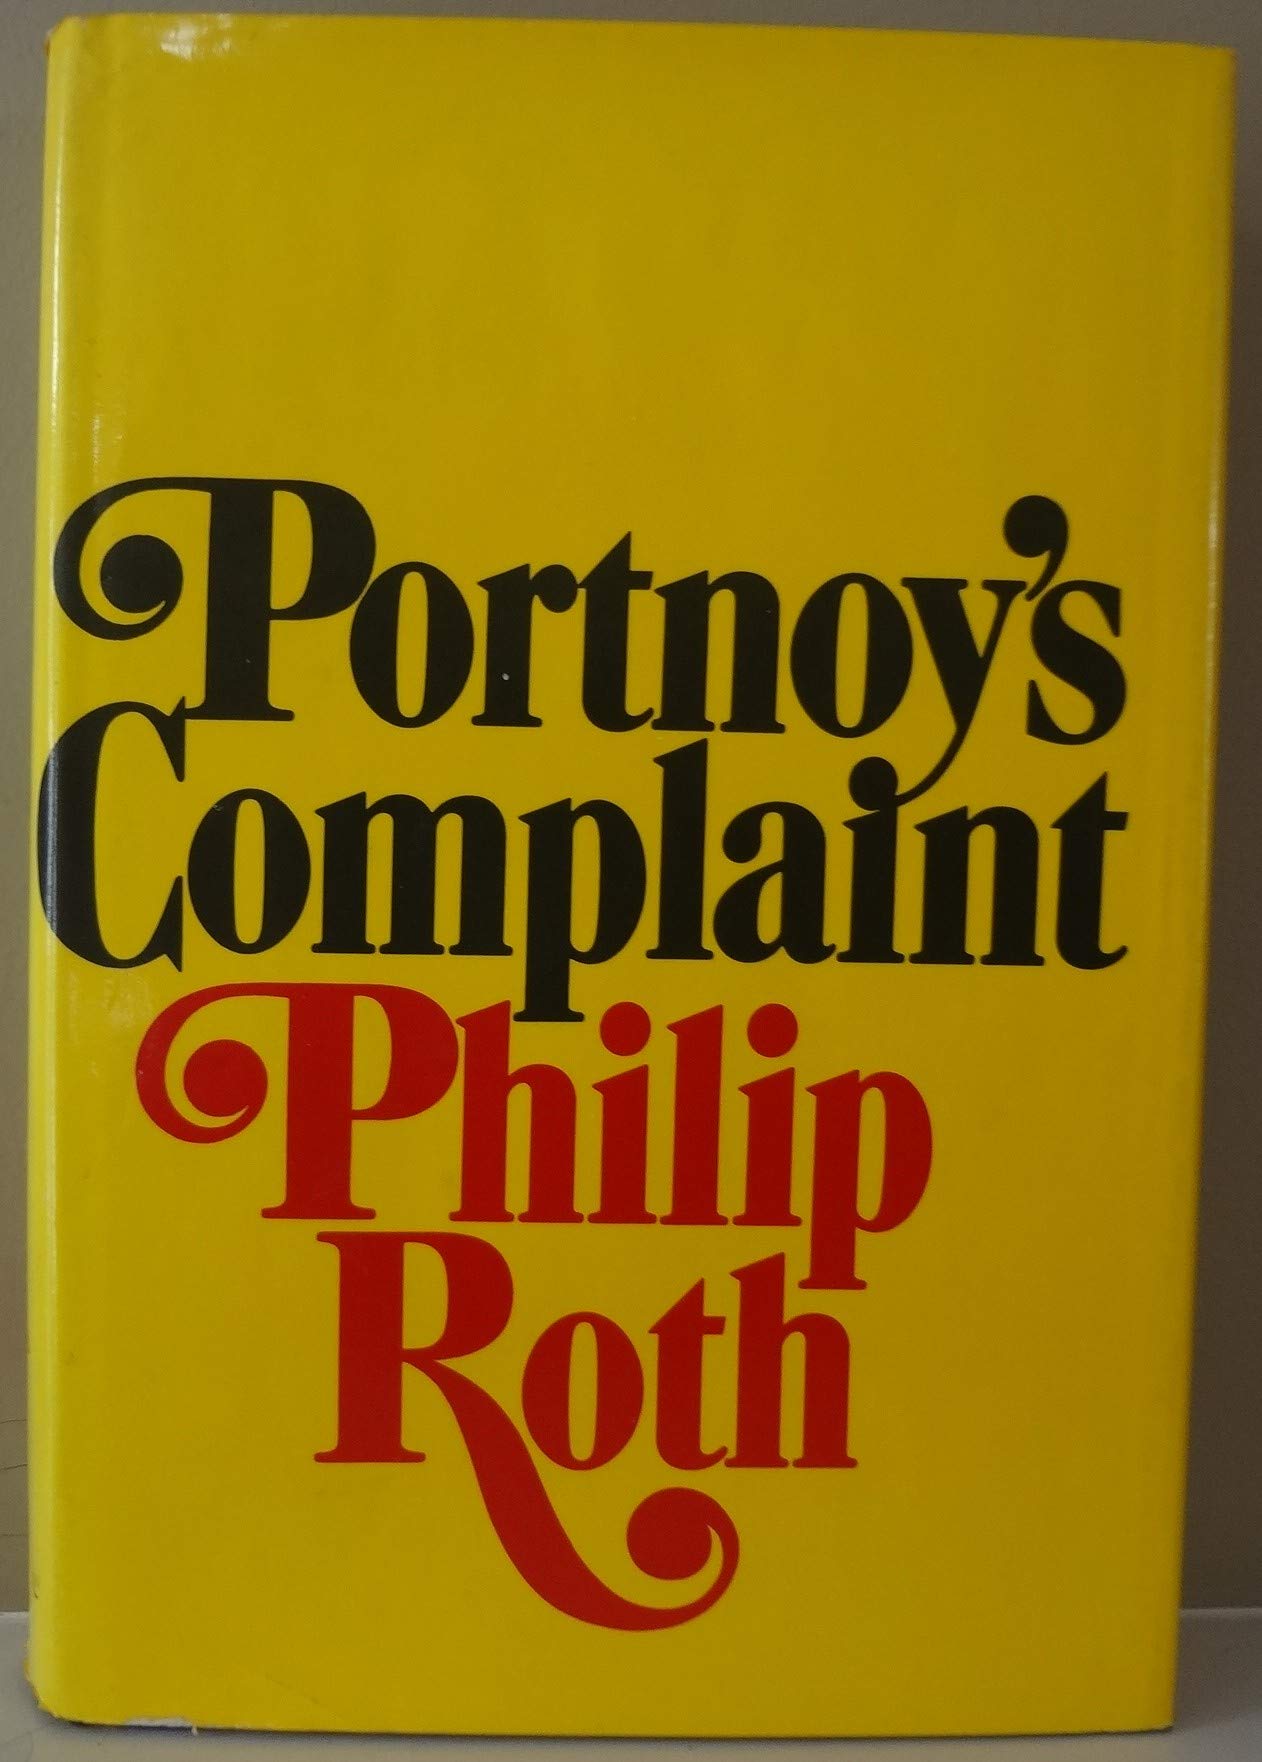 Portnoy's
Complaint
Philip
Roth